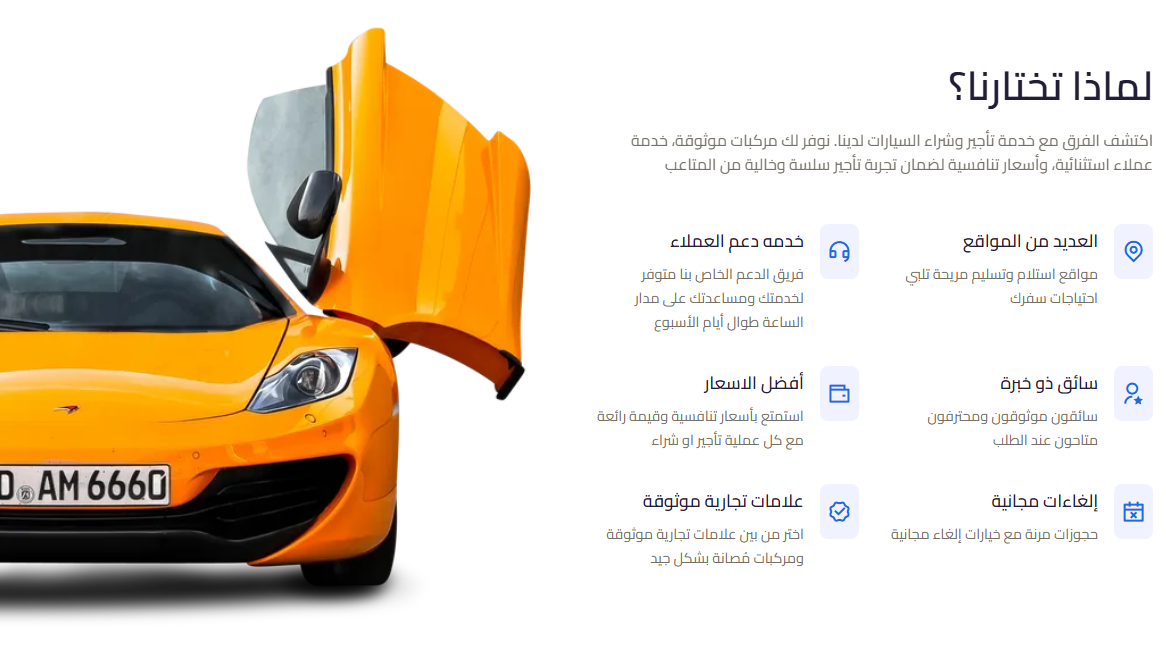 لماذا تختارنا؟
اكتشف الفرق مع خدمة تأجير وشراء السيارات لدينا. نوفر لك مركبات موثوقة، خدمة
عملاء استثنائية، وأسعار تنافسية لضمان تجربة تأجير سلسة وخالية من المتاعب
العديد من المواقع
مواقع استلام وتسليم مريحة تلبي
احتياجات سفرك
خدمه دعم العملاء
فريق الدعم الخاص بنا متوفر
لخدمتك ومساعدتك على مدار
الساعة طوال أيام الأسبوع
سائق ذو خبرة
سائقون موثوقون ومحترفون
متاحون عند الطلب
أفضل الاسعار
استمتع بأسعار تنافسية وقيمة رائعة
مع كل عملية تأجير او شراء
إلغاءات مجانية
حجوزات مرنة مع خيارات إلغاء مجانية
علامات تجارية موثوقة
اختر من بين علامات تجارية موثوقة
ومركبات مُصانة بشكل جيد
AM 6660